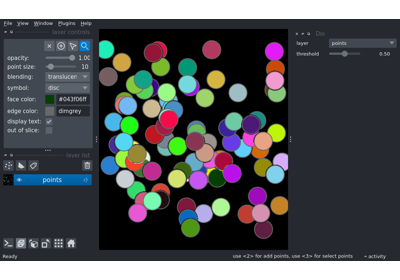 File View Window Plugins Help
layer controls
opacity: 1.00
point size: 10
blending: translucen
symbol: disc
face color: #043f06ff
edge color: dimgrey
display text:
out of slice:
layer list
points
Do
layer points
threshold 0.50
Ready use <2> for add points, use <3> for select points activity